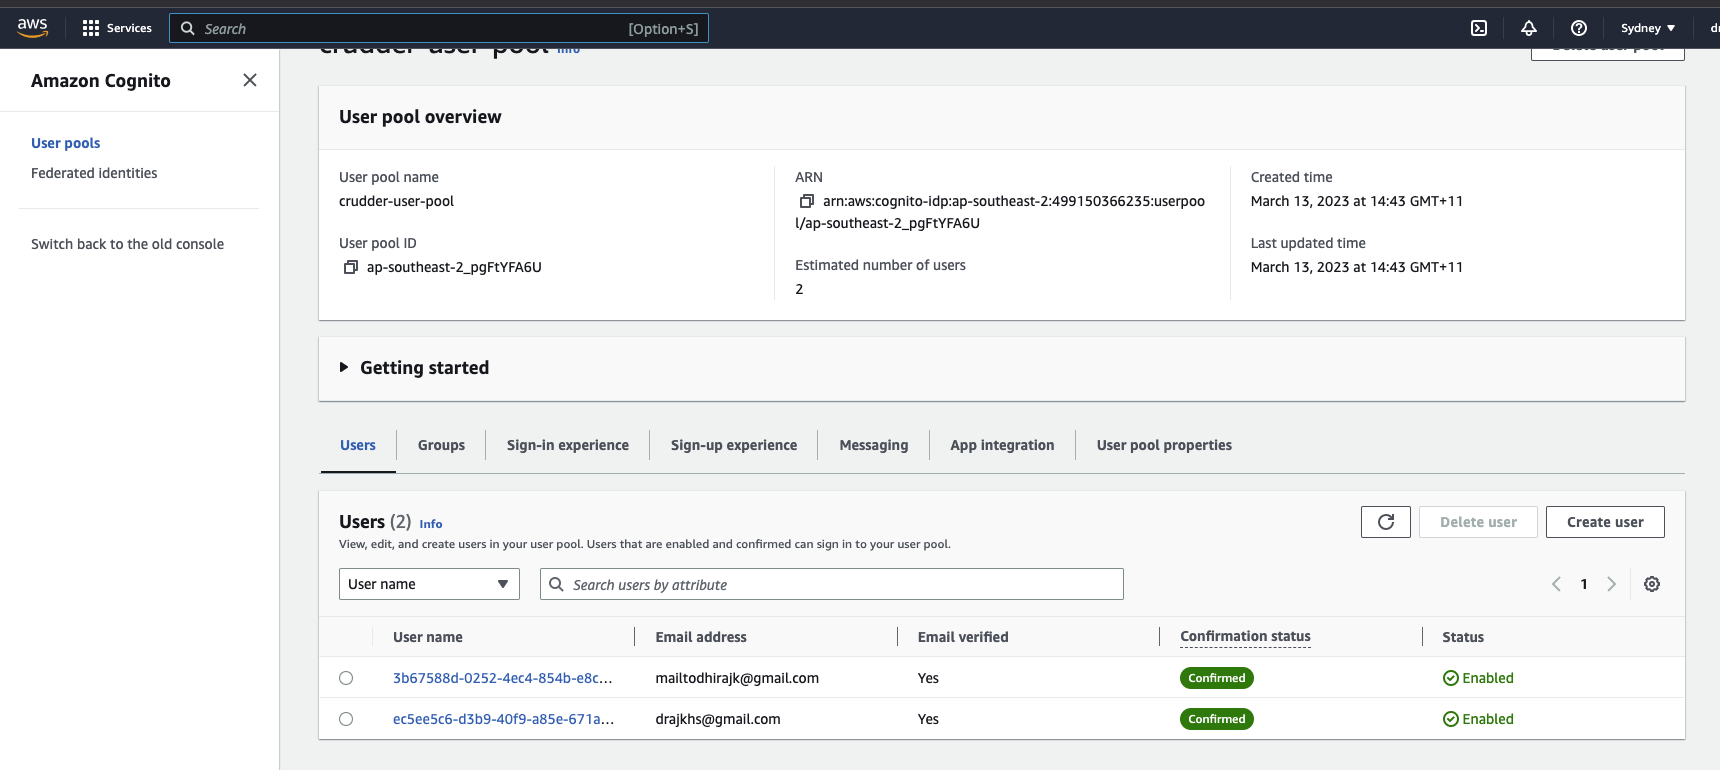 aws
Services
Search
[Option+S]
Sydney
Amazon Cognito
User pools
Federated identities
Switch back to the old console
crudder-user-pool Info
Delete user pool
User pool overview
User pool name
crudder-user-pool
User pool ID
ap-southeast-2_pgFtYFA6U
ARN
arn:aws:cognito-idp:ap-southeast-2:499150366235:userpoo
l/ap-southeast-2_pgFtYFA6U
Estimated number of users
2
Created time
March 13, 2023 at 14:43 GMT+11
Last updated time
March 13, 2023 at 14:43 GMT+11
Getting started
Users
Groups
Sign-in experience
Sign-up experience
Messaging
App integration
User pool properties
Users (2) Info
View, edit, and create users in your user pool. Users that are enabled and confirmed can sign in to your user pool.
Delete user
Create user
User name
Search users by attribute
1
User name
Email address
Email verified
Confirmation status
Status
3b67588d-0252-4ec4-854b-e8c...
mailtodhirajk@gmail.com
Yes
Confirmed
Enabled
ec5ee5c6-d3b9-40f9-a85e-671a...
drajkhs@gmail.com
Yes
Confirmed
Enabled